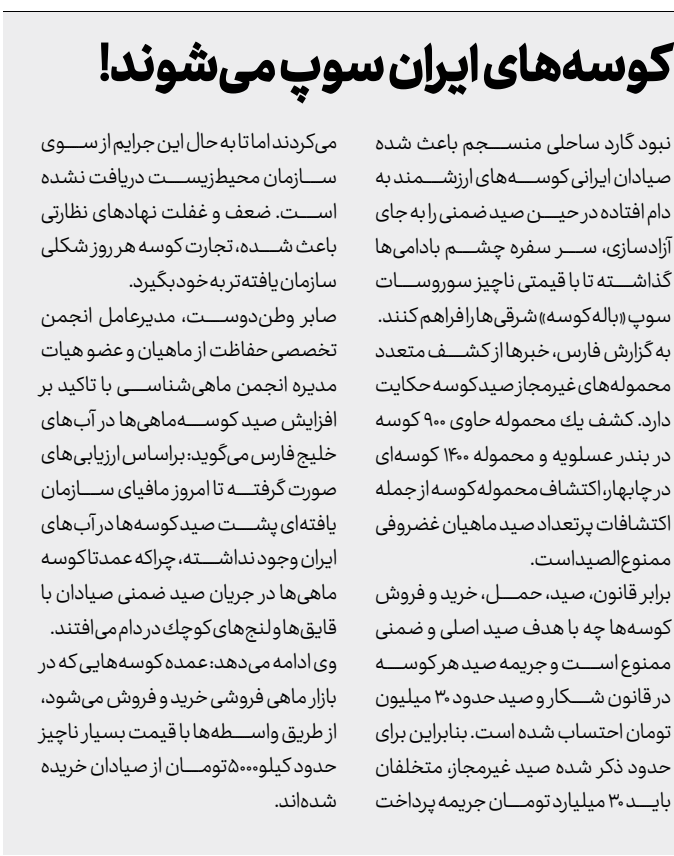 کوسه‌های ایران سوپ می‌شوند!
نبود گارد ساحلی منسجم باعث شده
صیادان ایرانی کوسه‌های ارزشمند به
دام افتاده در حین صید ضمنی را به جای
آزادسازی، سر سفره چشم بادامی‌ها
گذاشته تا با قیمتی ناچیز سوروسات
سوپ «باله کوسه» شرقی‌ها را فراهم کنند.
به گزارش فارس، خبرها از کشف متعدد
محموله‌های غیرمجاز صید کوسه حکایت
دارد. کشف یك محموله حاوی ۹۰۰ کوسه
در بندر عسلویه و محموله ۱۴۰۰ کوسه‌ای
در چابهار، اکتشاف محموله کوسه از جمله
اکتشافات پرتعداد صید ماهیان غضروفی
ممنوع‌الصید است.
برابر قانون، صید، حمل، خرید و فروش
کوسه‌ها چه با هدف صید اصلی و ضمنی
ممنوع است و جریمه صید هر کوسه
در قانون شکار و صید حدود ۳۰ میلیون
تومان احتساب شده است. بنابراین برای
حدود ذکر شده صید غیرمجاز، متخلفان
باید ۳۰ میلیارد تومان جریمه پرداخت
می‌کردند اما تا به حال این جرایم از سوی
سازمان محیط‌زیست دریافت نشده
است. ضعف و غفلت نهادهای نظارتی
باعث شده، تجارت کوسه هر روز شکلی
سازمان یافته‌تر به خود بگیرد.
صابر وطن‌دوست، مدیرعامل انجمن
تخصصی حفاظت از ماهیان و عضو هیات
مدیره انجمن ماهی‌شناسی با تاکید بر
افزایش صید کوسه‌ماهی‌ها در آب‌های
خلیج فارس می‌گوید: براساس ارزیابی‌های
صورت گرفته تا امروز مافیای سازمان
یافته‌ای پشت صید کوسه‌ها در آب‌های
ایران وجود نداشته، چراکه عمدتا کوسه
ماهی‌ها در جریان صید ضمنی صیادان با
قایق‌ها و لنج‌های کوچك در دام می‌افتند.
وی ادامه می‌دهد: عمده کوسه‌هایی که در
بازار ماهی فروشی خرید و فروش می‌شود،
از طریق واسطه‌ها با قیمت بسیار ناچیز
حدود کیلو ۵۰۰۰ تومان از صیادان خریده
شده‌اند.